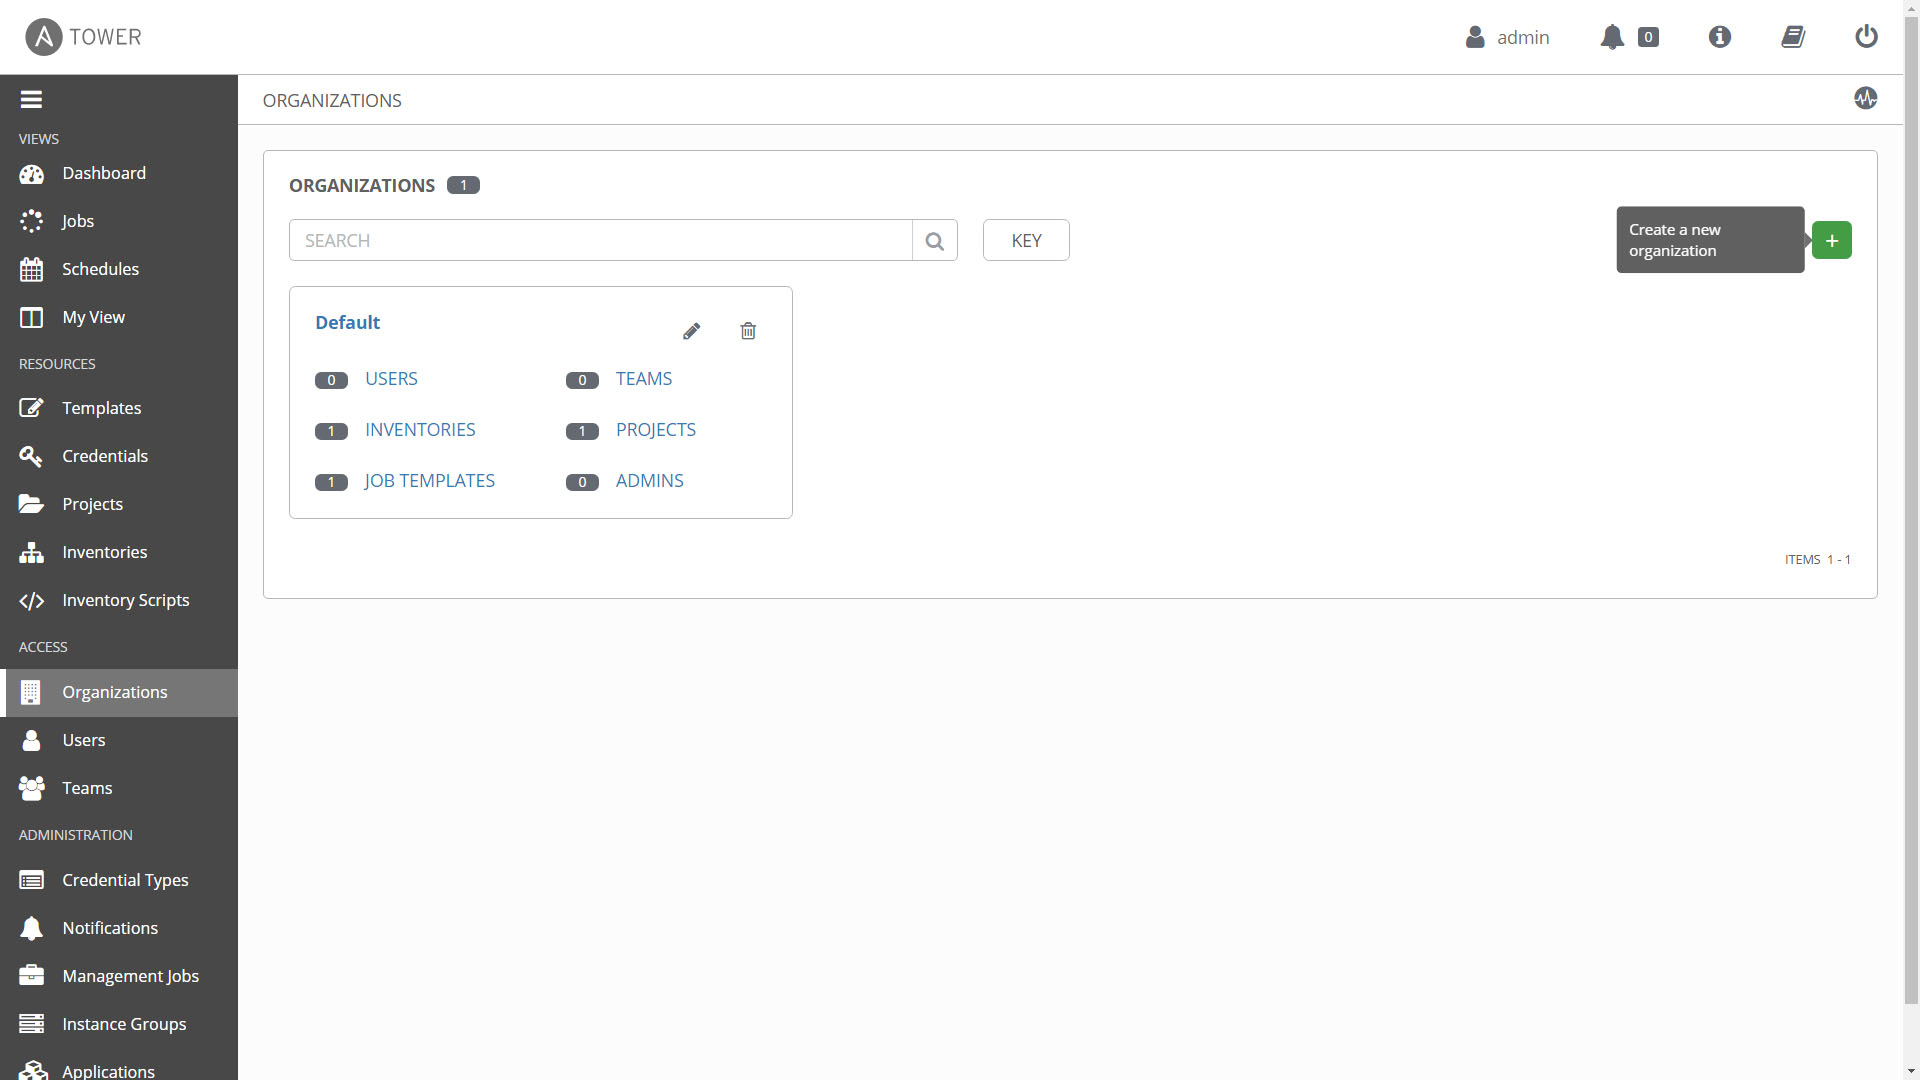 TOWER
admin
0
VIEWS
Dashboard
Jobs
Schedules
My View
RESOURCES
Templates
Credentials
Projects
Inventories
Inventory Scripts
ACCESS
Organizations
Users
Teams
ADMINISTRATION
Credential Types
Notifications
Management Jobs
Instance Groups
Applications
ORGANIZATIONS
ORGANIZATIONS 1
SEARCH
KEY
Create a new
organization
+
Default
0 USERS
0 TEAMS
1 INVENTORIES
1 PROJECTS
1 JOB TEMPLATES
0 ADMINS
ITEMS 1 - 1